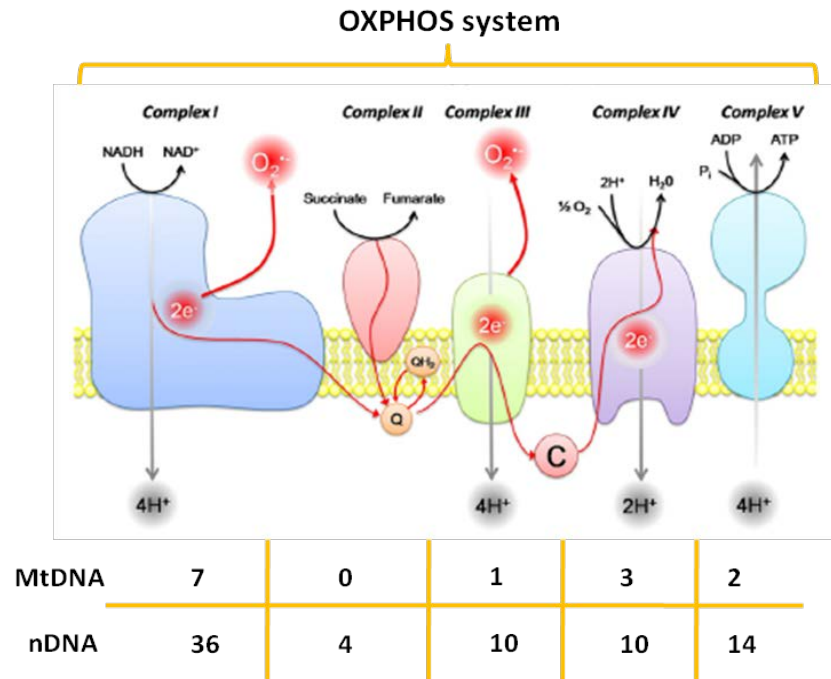 OXPHOS system
Complex I Complex II Complex III Complex IV Complex V
NADH NAD⁺ O₂•⁻ O₂•⁻ ADP ATP
Pᵢ
Succinate Fumarate
½ O₂ 2H⁺ H₂0
2e⁻ 2e⁻ 2e⁻
QH₂
Q
C
4H⁺ 4H⁺ 2H⁺ 4H⁺
MtDNA 7 0 1 3 2
nDNA 36 4 10 10 14